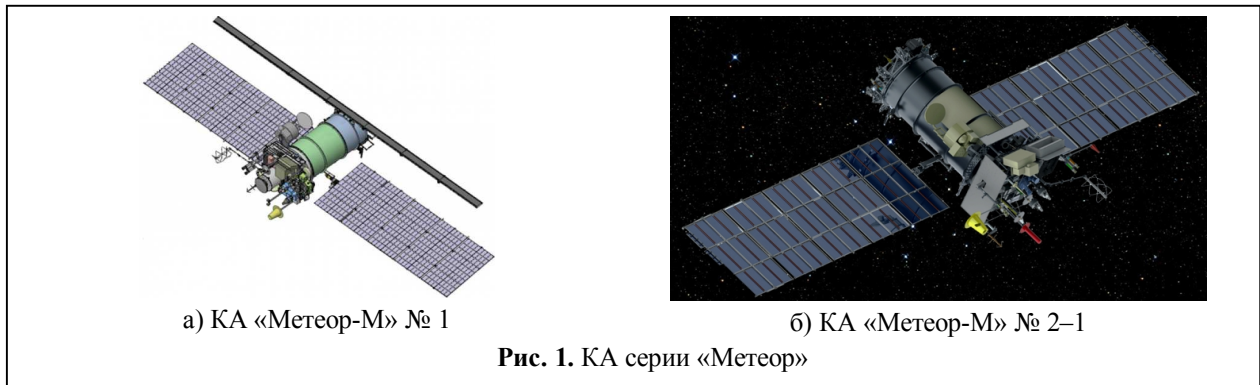 а) КА «Метеор-М» № 1
б) КА «Метеор-М» № 2–1
Рис. 1. КА серии «Метеор»